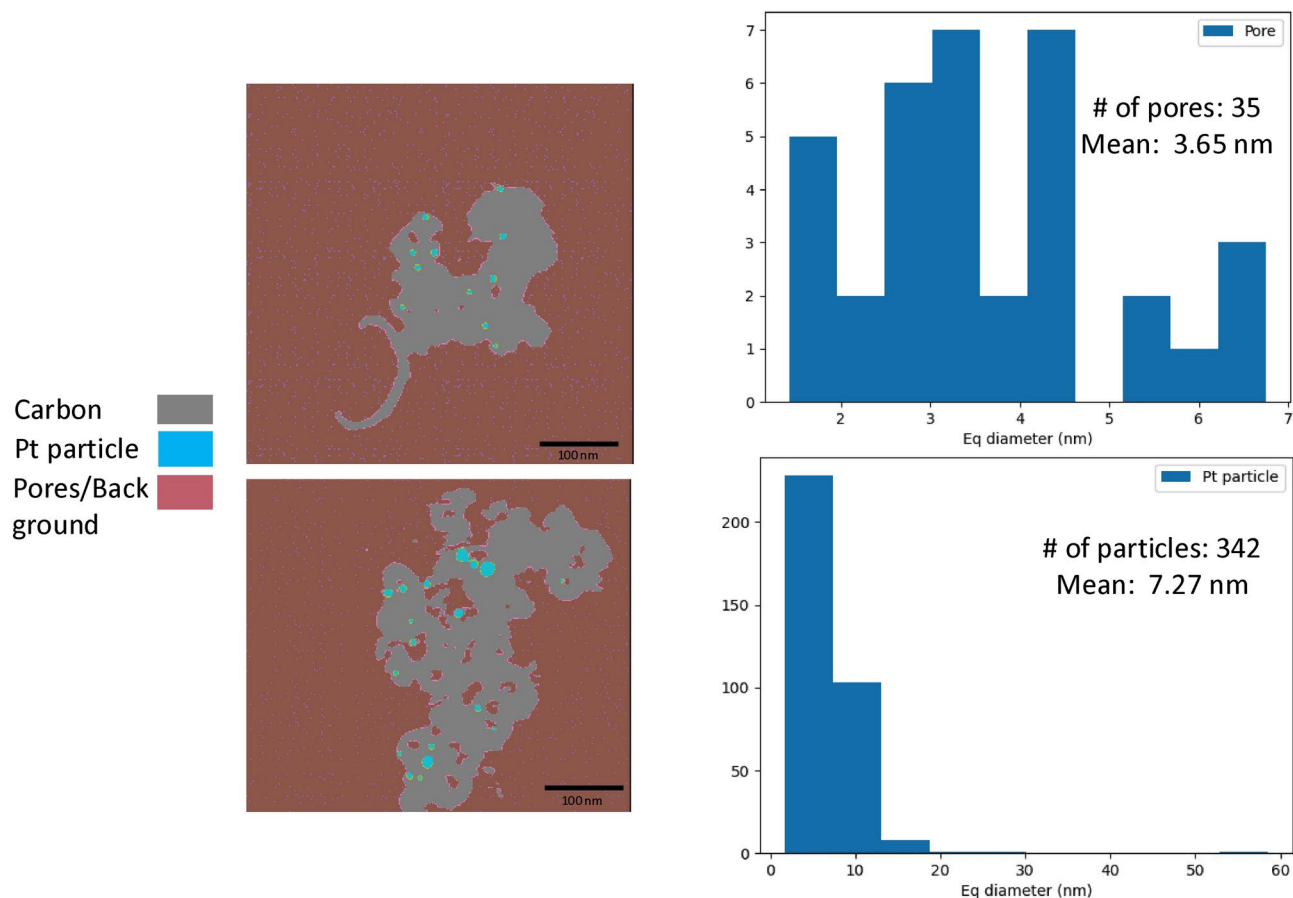 Carbon
Pt particle
Pores/Back
ground
100 nm
100 nm
Pore
# of pores: 35
Mean:  3.65 nm
7
6
5
4
3
2
1
0
2
3
4
5
6
7
Eq diameter (nm)
Pt particle
# of particles: 342
Mean:  7.27 nm
200
150
100
50
0
0
10
20
30
40
50
60
Eq diameter (nm)